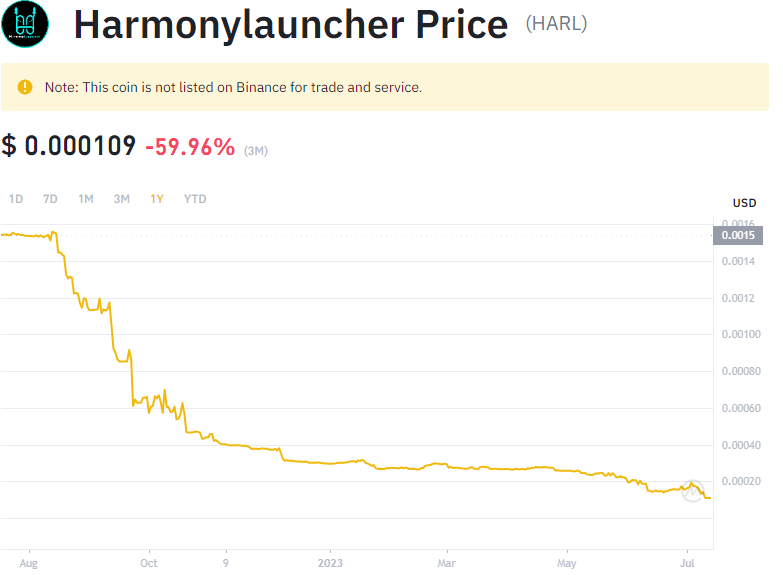 Harmonylauncher Price (HARL)
Note: This coin is not listed on Binance for trade and service.
$ 0.000109 -59.96% (3M)
1D 7D 1M 3M 1Y YTD
USD
0.0016
0.0015
0.0014
0.0012
0.00100
0.00080
0.00060
0.00040
0.00020
Aug Oct 9 2023 Mar May Jul